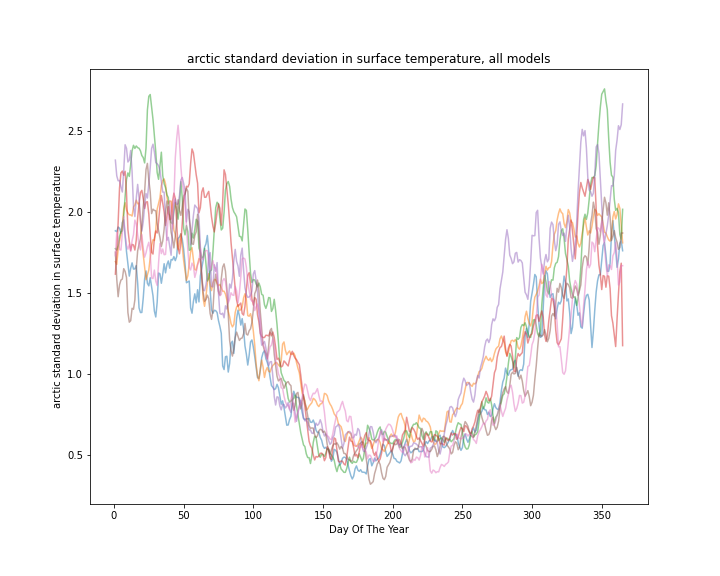 arctic standard deviation in surface temperature, all models
arctic standard deviation in surface temperature
2.5
2.0
1.5
1.0
0.5
0 50 100 150 200 250 300 350
Day Of The Year